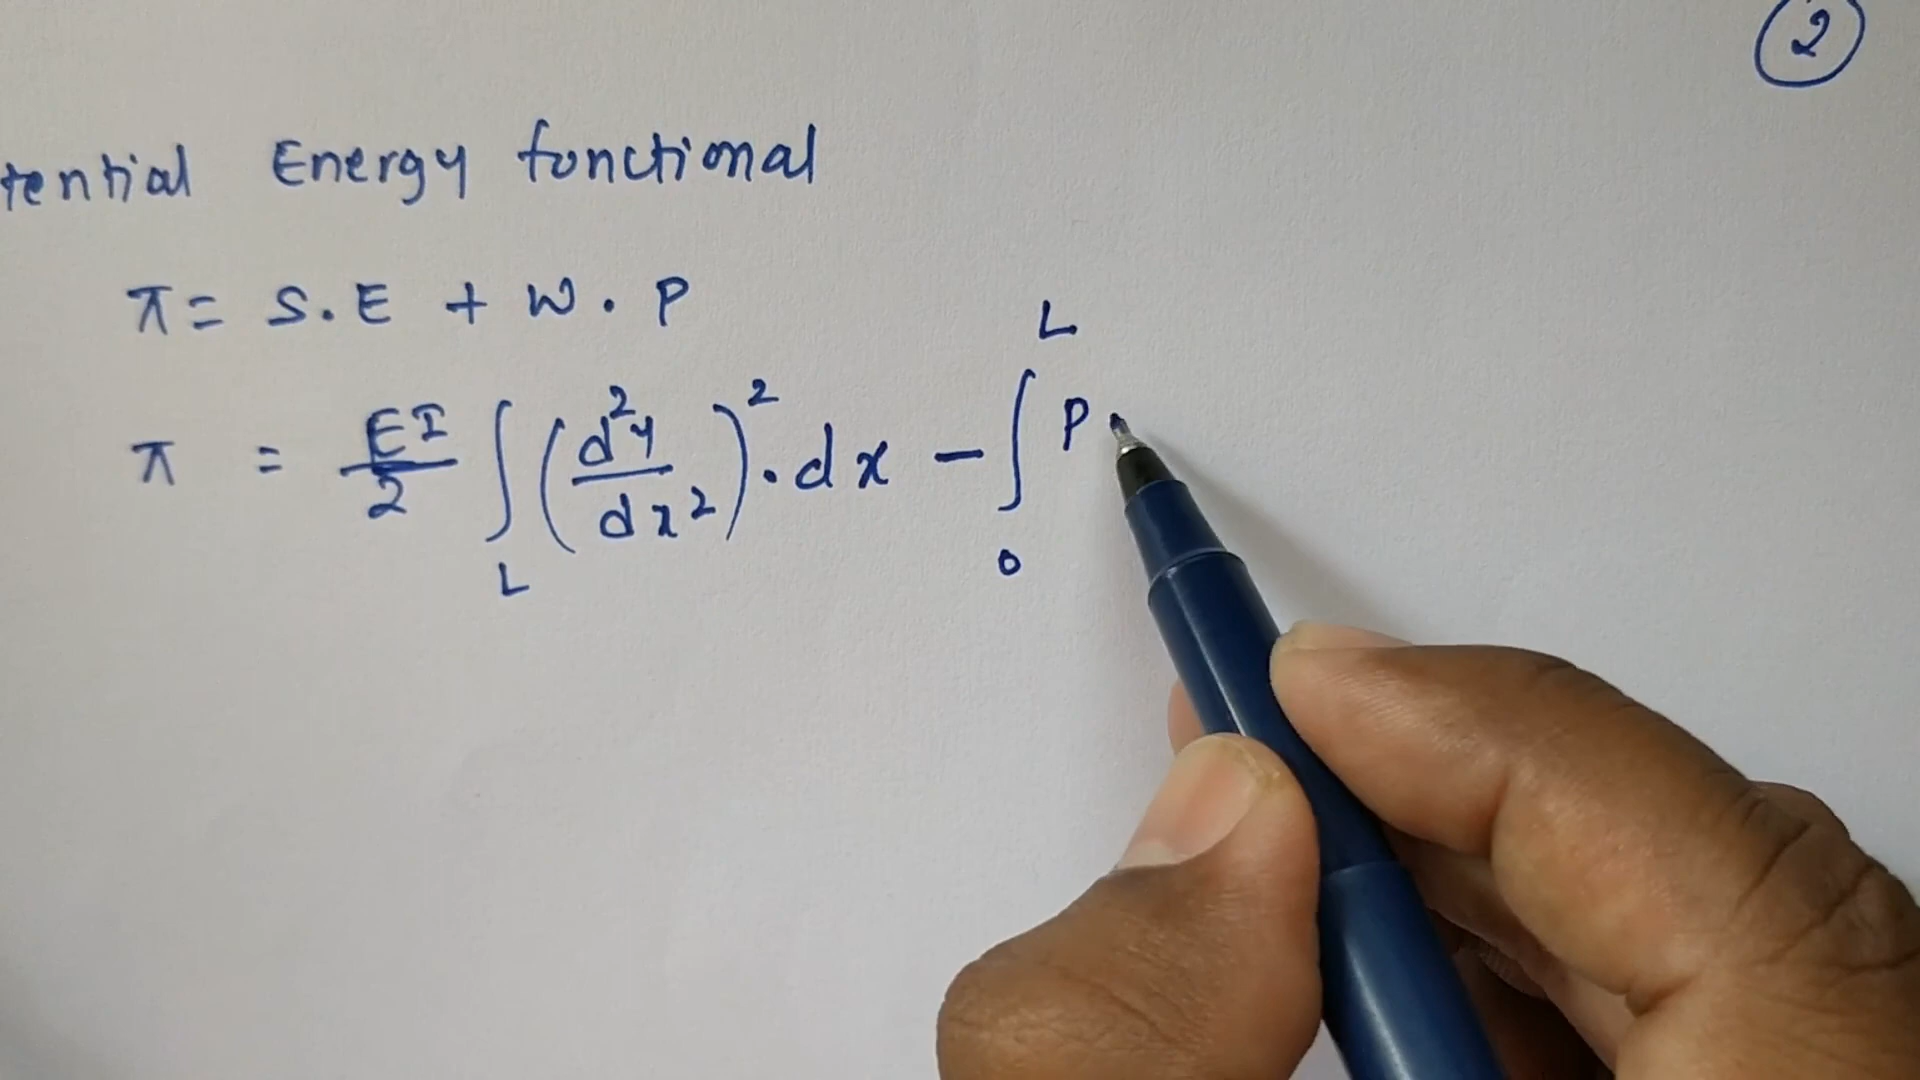 2
tential Energy functional
π = S.E + W.P
π = EI/2 ∫_L (d²y/dx²)² · dx - ∫_0^L P